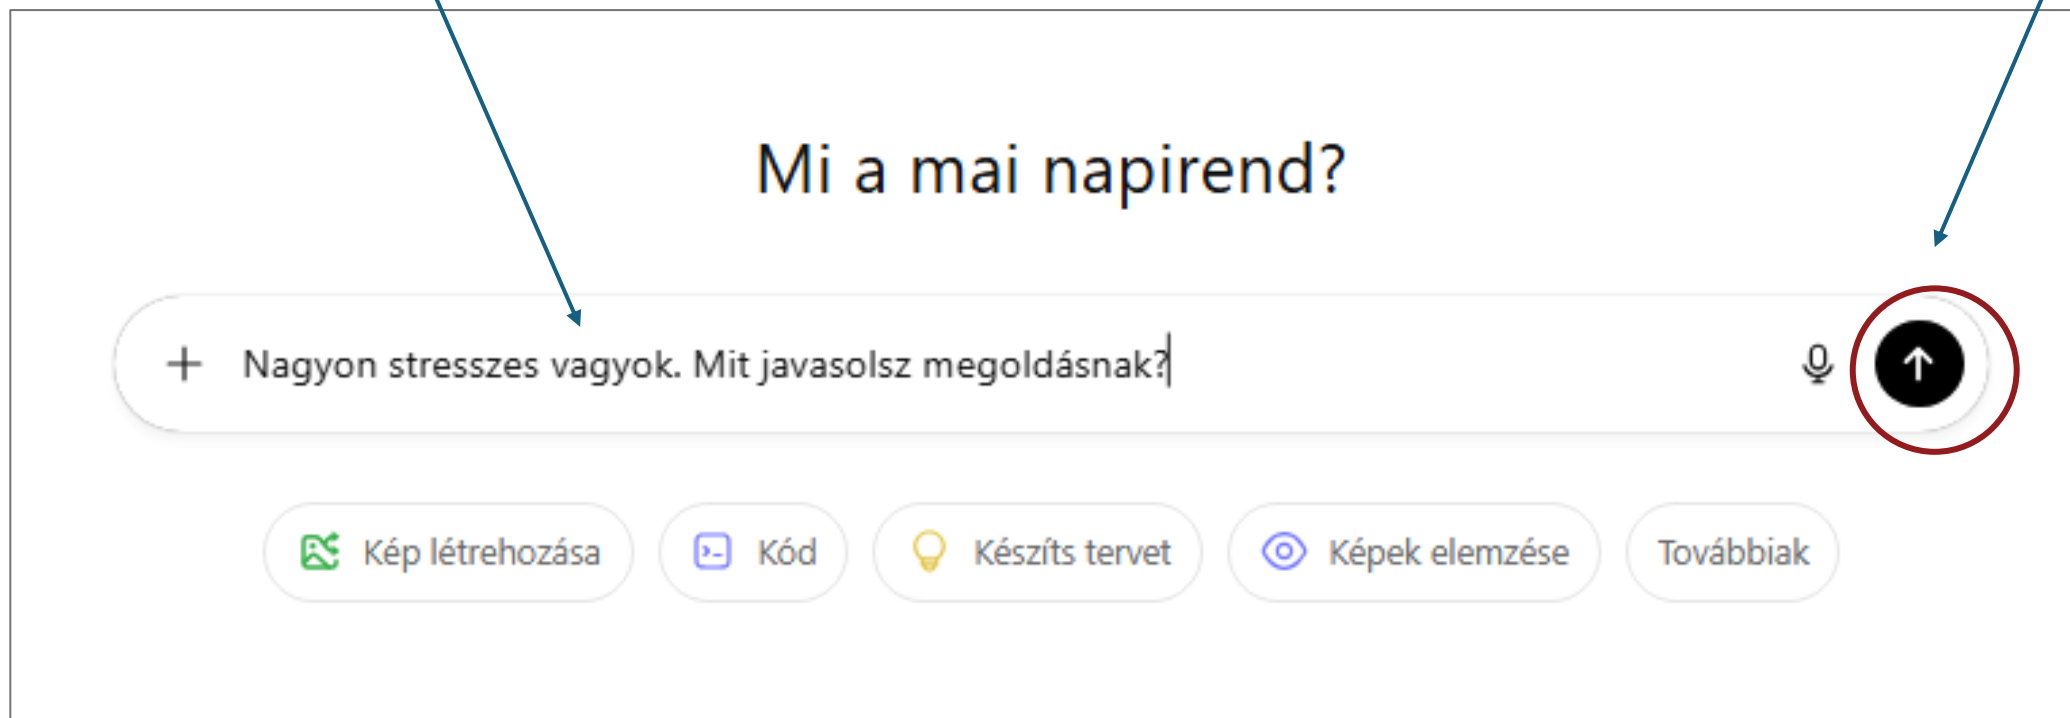 Mi a mai napirend?
Nagyon stresszes vagyok. Mit javasolsz megoldásnak?
Kép létrehozása
Kód
Készíts tervet
Képek elemzése
Továbbiak